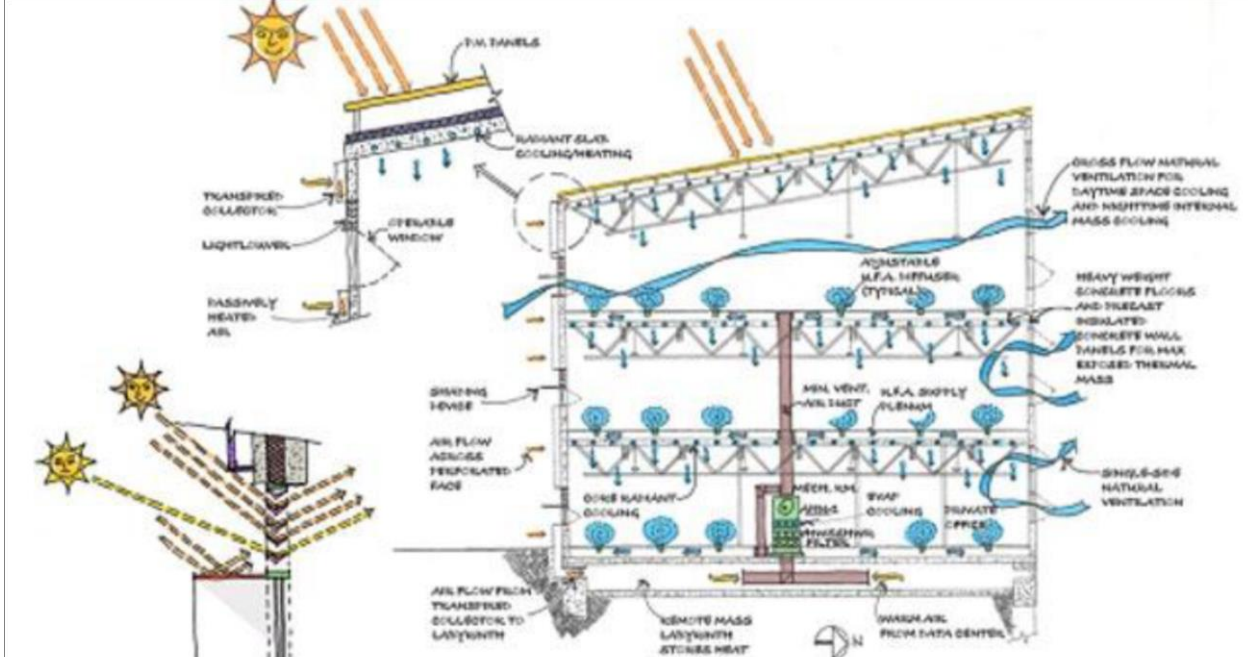 P.V. PANELS
RADIANT SLAB
COOLING/HEATING
TRANSPIRED
COLLECTOR
OPERABLE
WINDOW
LIGHTLOUVER
PASSIVELY
HEATED
AIR
CROSS FLOW NATURAL
VENTILATION FOR
DAYTIME SPACE COOLING
AND NIGHTTIME INTERNAL
MASS COOLING
ADJUSTABLE
U.F.A. DIFFUSER
(TYPICAL)
HEAVY WEIGHT
CONCRETE FLOORS
AND PRECAST
INSULATED
CONCRETE WALL
PANELS FOR MAX
EXPOSED THERMAL
MASS
SHADING
DEVICE
MIN. VENT.
AIR DUCT
U.F.A. SUPPLY
PLENUM
AIR FLOW
ACROSS
PERFORATED
FACE
CORE RADIANT
COOLING
MECH. RM.
EVAP
COOLING
PRIVATE
OFFICE
FILTER
SINGLE-SIDE
NATURAL
VENTILATION
AIR FLOW FROM
TRANSPIRED
COLLECTOR TO
LABYRINTH
REMOTE MASS
LABYRINTH
STORES HEAT
WARM AIR
FROM DATA CENTER
N